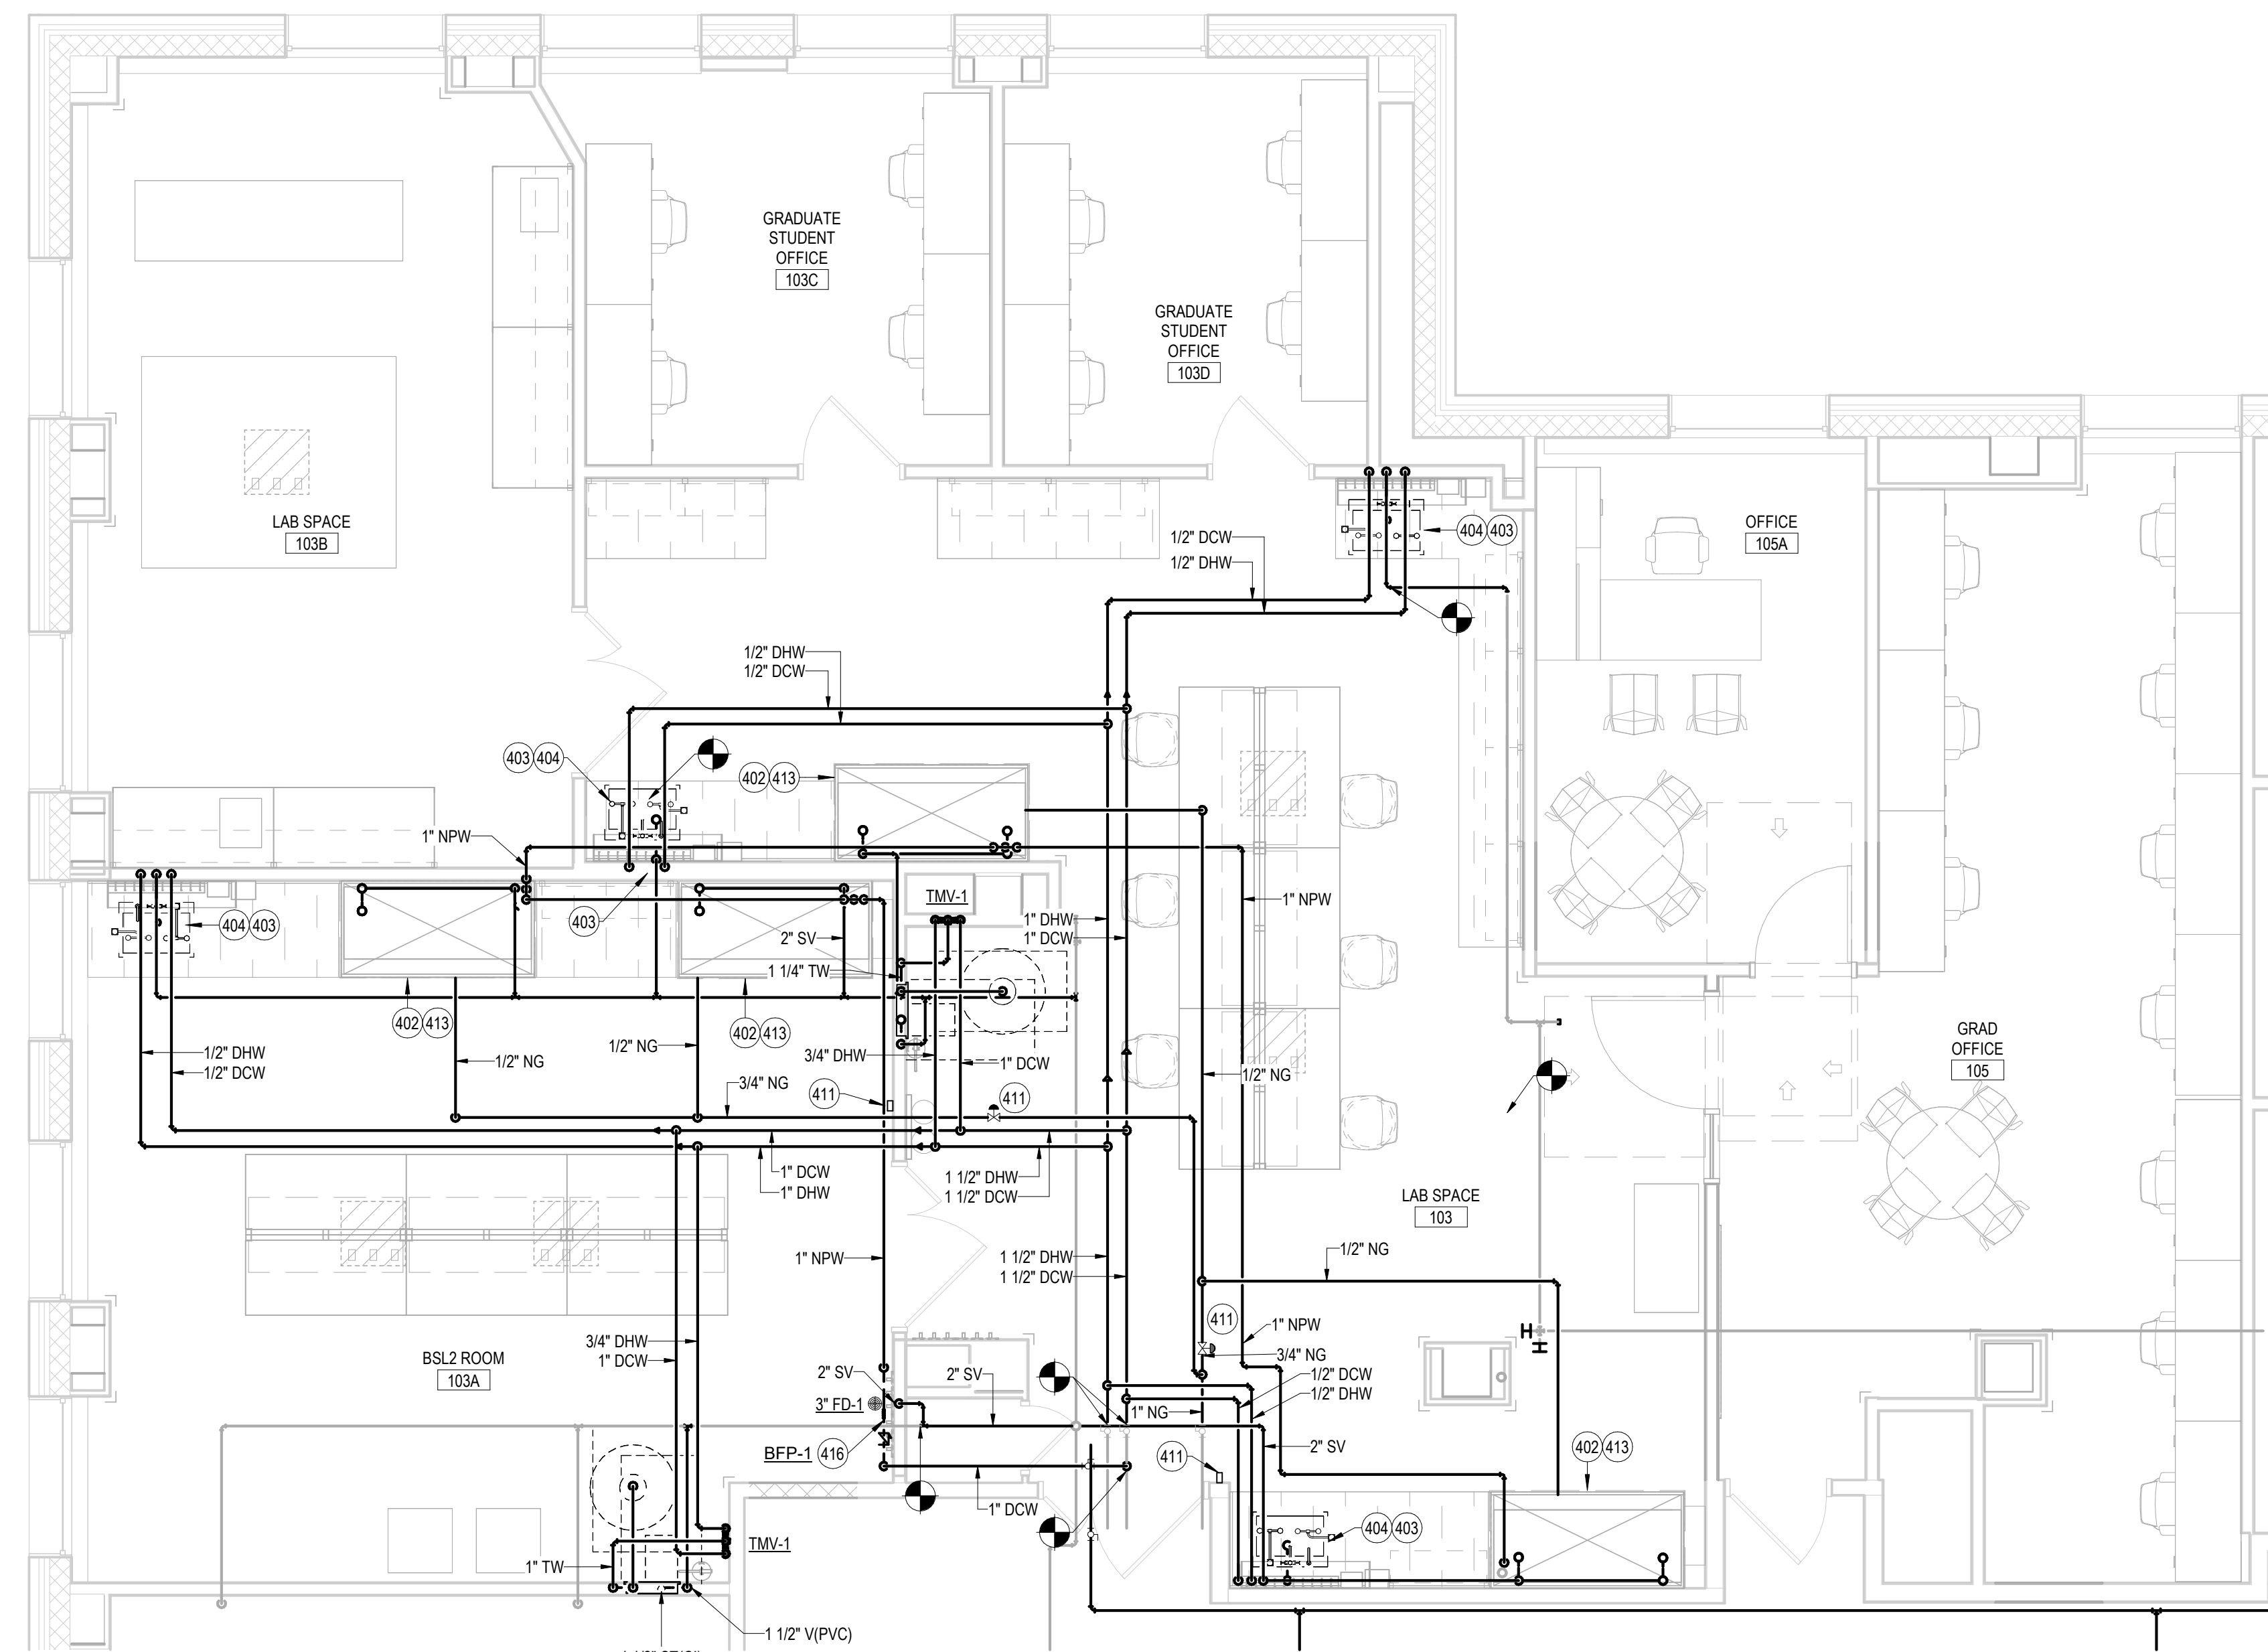 GRADUATE
STUDENT
OFFICE
103C
GRADUATE
STUDENT
OFFICE
103D
LAB SPACE
103B
OFFICE
105A
404 403
1/2" DCW
1/2" DHW
1/2" DHW
1/2" DCW
403 404
402 413
1" NPW
TMV-1
1" NPW
404 403
403
1" DHW
1" DCW
2" SV
1 1/4" TW
402 413
402 413
1/2" DHW
1/2" DCW
1/2" NG
1/2" NG
3/4" DHW
1" DCW
1/2" NG
3/4" NG
411
411
GRAD
OFFICE
105
1" DCW
1" DHW
1 1/2" DHW
1 1/2" DCW
LAB SPACE
103
1" NPW
1 1/2" DHW
1 1/2" DCW
1/2" NG
411
1" NPW
3/4" NG
3/4" DHW
1" DCW
BSL2 ROOM
103A
2" SV
2" SV
1/2" DCW
1/2" DHW
3" FD-1
1" NG
BFP-1 416
2" SV
411
402 413
1" DCW
404 403
TMV-1
1" TW
1 1/2" V(PVC)